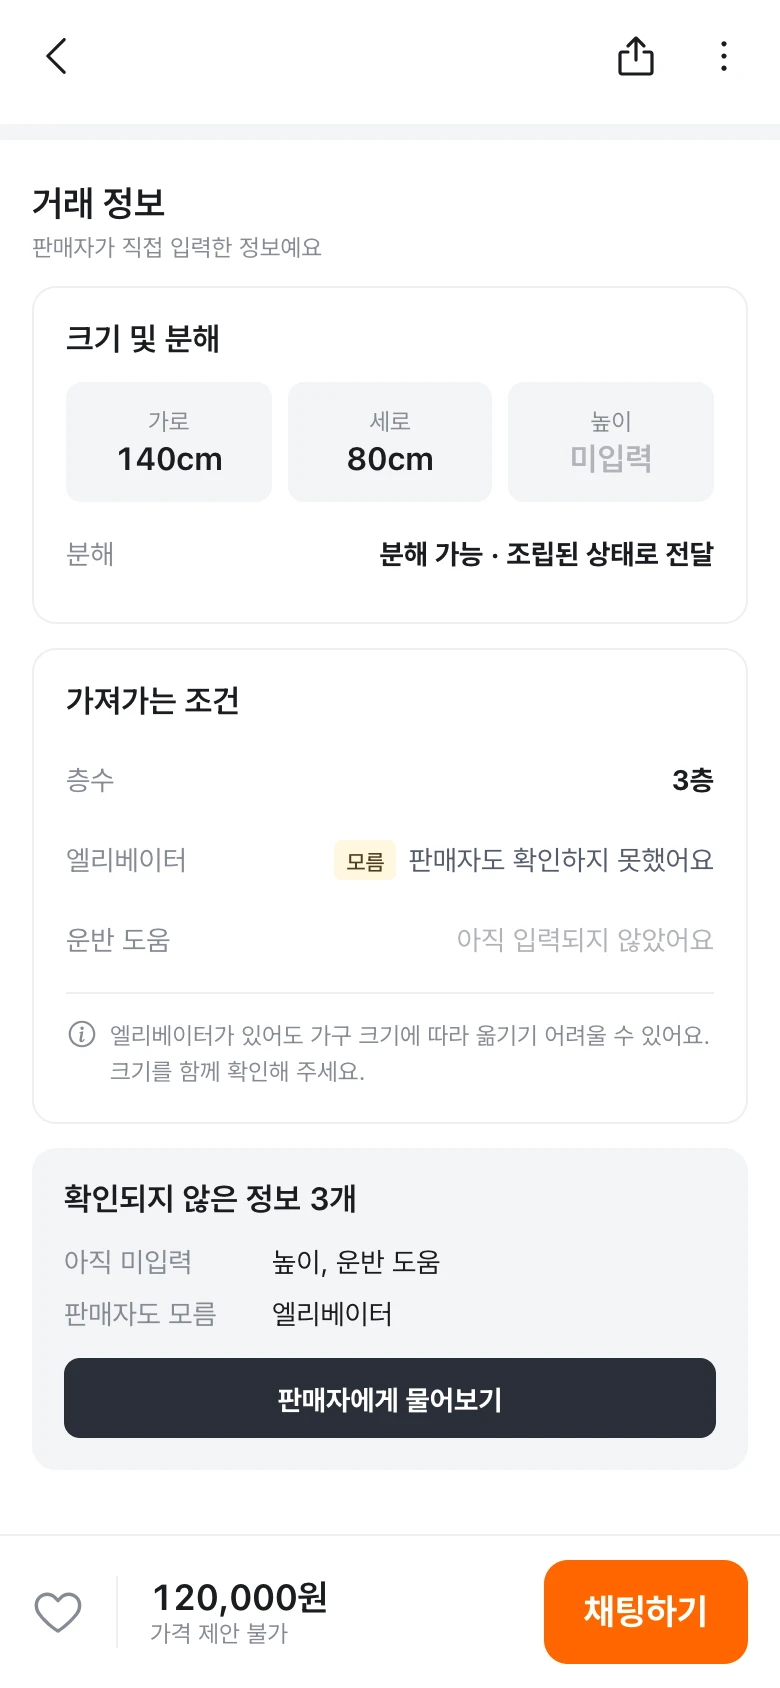 거래 정보
판매자가 직접 입력한 정보예요
크기 및 분해
가로 세로 높이
140cm 80cm 미입력
분해 분해 가능 · 조립된 상태로 전달
가져가는 조건
층수 3층
엘리베이터 모름 판매자도 확인하지 못했어요
운반 도움 아직 입력되지 않았어요
엘리베이터가 있어도 가구 크기에 따라 옮기기 어려울 수 있어요.
크기를 함께 확인해 주세요.
확인되지 않은 정보 3개
아직 미입력 높이, 운반 도움
판매자도 모름 엘리베이터
판매자에게 물어보기
120,000원
가격 제안 불가
채팅하기